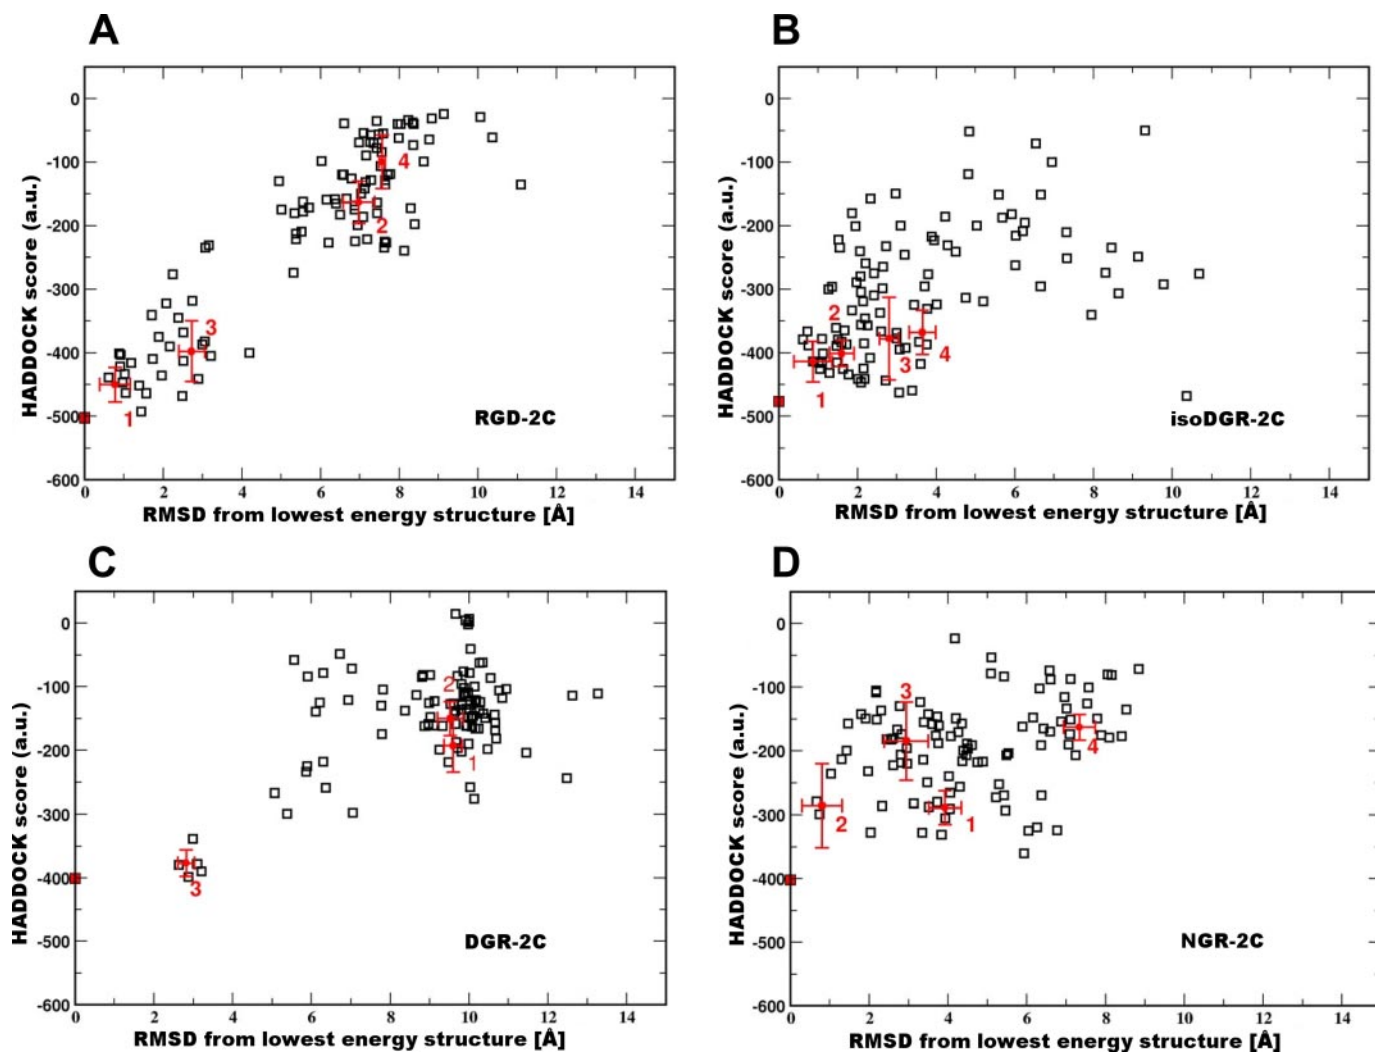 A
HADDOCK score (a.u.)
0
-100
-200
-300
-400
-500
-600
4
2
3
1
RGD-2C
0 2 4 6 8 10 12 14
RMSD from lowest energy structure [Å]
B
HADDOCK score (a.u.)
0
-100
-200
-300
-400
-500
-600
2
3
4
1
isoDGR-2C
0 2 4 6 8 10 12 14
RMSD from lowest energy structure [Å]
C
HADDOCK score (a.u.)
0
-100
-200
-300
-400
-500
-600
2
1
3
DGR-2C
0 2 4 6 8 10 12 14
RMSD from lowest energy structure [Å]
D
HADDOCK score (a.u.)
0
-100
-200
-300
-400
-500
-600
3
4
2
1
NGR-2C
0 2 4 6 8 10 12 14
RMSD from lowest energy structure [Å]